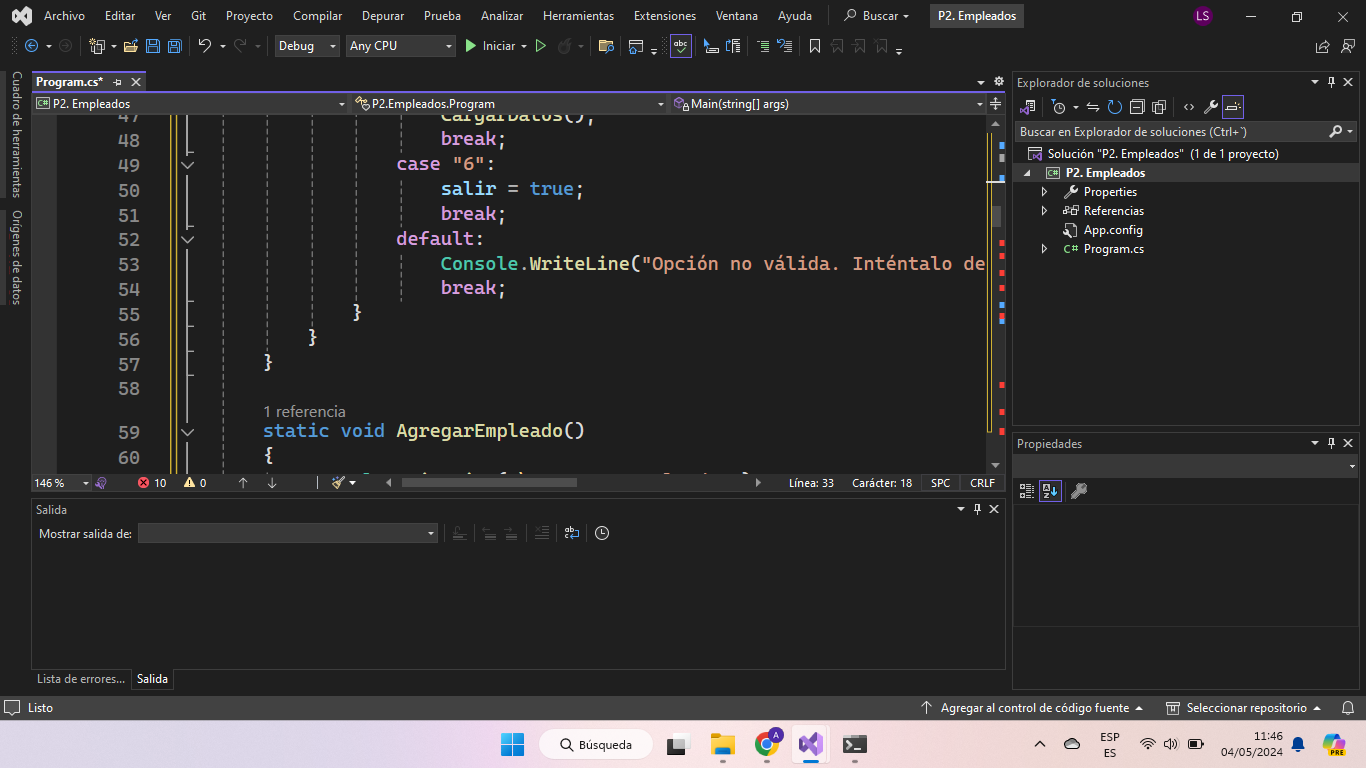 Archivo Editar Ver Git Proyecto Compilar Depurar Prueba Analizar Herramientas Extensiones Ventana Ayuda Buscar P2. Empleados LS
Debug Any CPU Iniciar
Cuadro de herramientas
Orígenes de datos
Program.cs*
C# P2. Empleados P2.Empleados.Program Main(string[] args)
47 CargarDatos();
48 break;
49 case "6":
50 salir = true;
51 break;
52 default:
53 Console.WriteLine("Opción no válida. Inténtalo de
54 break;
55 }
56 }
57 }
58
1 referencia
59 static void AgregarEmpleado()
60 {
146 % 10 0 Línea: 33 Carácter: 18 SPC CRLF
Salida
Mostrar salida de:
Lista de errores... Salida
Explorador de soluciones
Buscar en Explorador de soluciones (Ctrl+`)
Solución "P2. Empleados" (1 de 1 proyecto)
C# P2. Empleados
Properties
Referencias
App.config
C# Program.cs
Propiedades
Listo Agregar al control de código fuente Seleccionar repositorio
Búsqueda A ESP
ES
11:46
04/05/2024
PRE